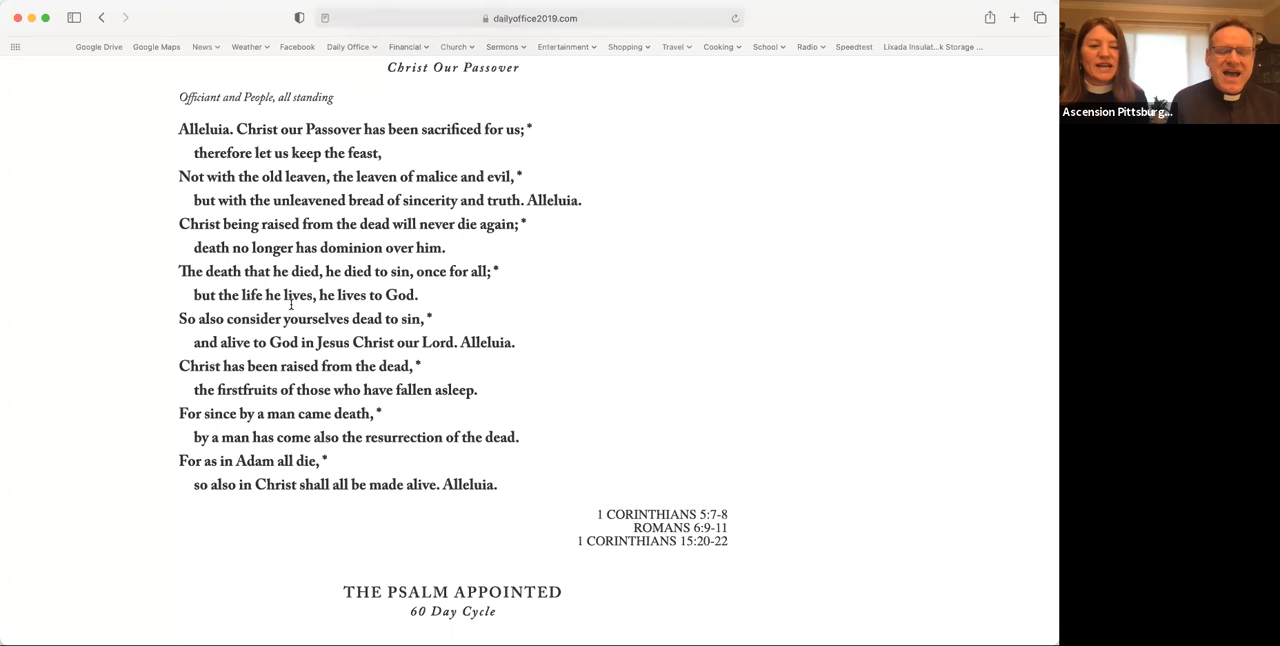 dailyoffice2019.com
Google Drive Google Maps News Weather Facebook Daily Office Financial Church Sermons Entertainment Shopping Travel Cooking School Radio Speedtest Lixada Insulat...k Storage ...
Christ Our Passover
Officiant and People, all standing
Alleluia. Christ our Passover has been sacrificed for us; *
therefore let us keep the feast,
Not with the old leaven, the leaven of malice and evil, *
but with the unleavened bread of sincerity and truth. Alleluia.
Christ being raised from the dead will never die again; *
death no longer has dominion over him.
The death that he died, he died to sin, once for all; *
but the life he lives, he lives to God.
So also consider yourselves dead to sin, *
and alive to God in Jesus Christ our Lord. Alleluia.
Christ has been raised from the dead, *
the firstfruits of those who have fallen asleep.
For since by a man came death, *
by a man has come also the resurrection of the dead.
For as in Adam all die, *
so also in Christ shall all be made alive. Alleluia.
1 CORINTHIANS 5:7-8
ROMANS 6:9-11
1 CORINTHIANS 15:20-22
THE PSALM APPOINTED
60 Day Cycle
Ascension Pittsburg...